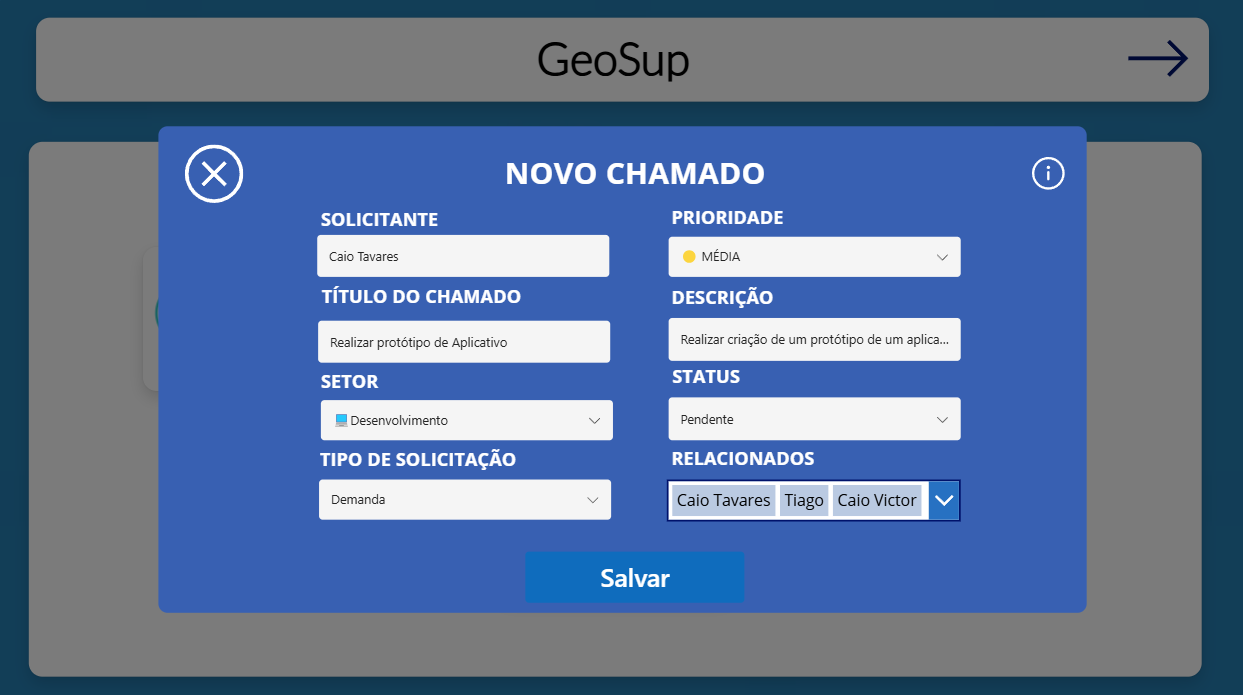 GeoSup
NOVO CHAMADO
SOLICITANTE
Caio Tavares
PRIORIDADE
MÉDIA
TÍTULO DO CHAMADO
Realizar protótipo de Aplicativo
DESCRIÇÃO
Realizar criação de um protótipo de um aplica...
SETOR
Desenvolvimento
STATUS
Pendente
TIPO DE SOLICITAÇÃO
Demanda
RELACIONADOS
Caio Tavares Tiago Caio Victor
Salvar